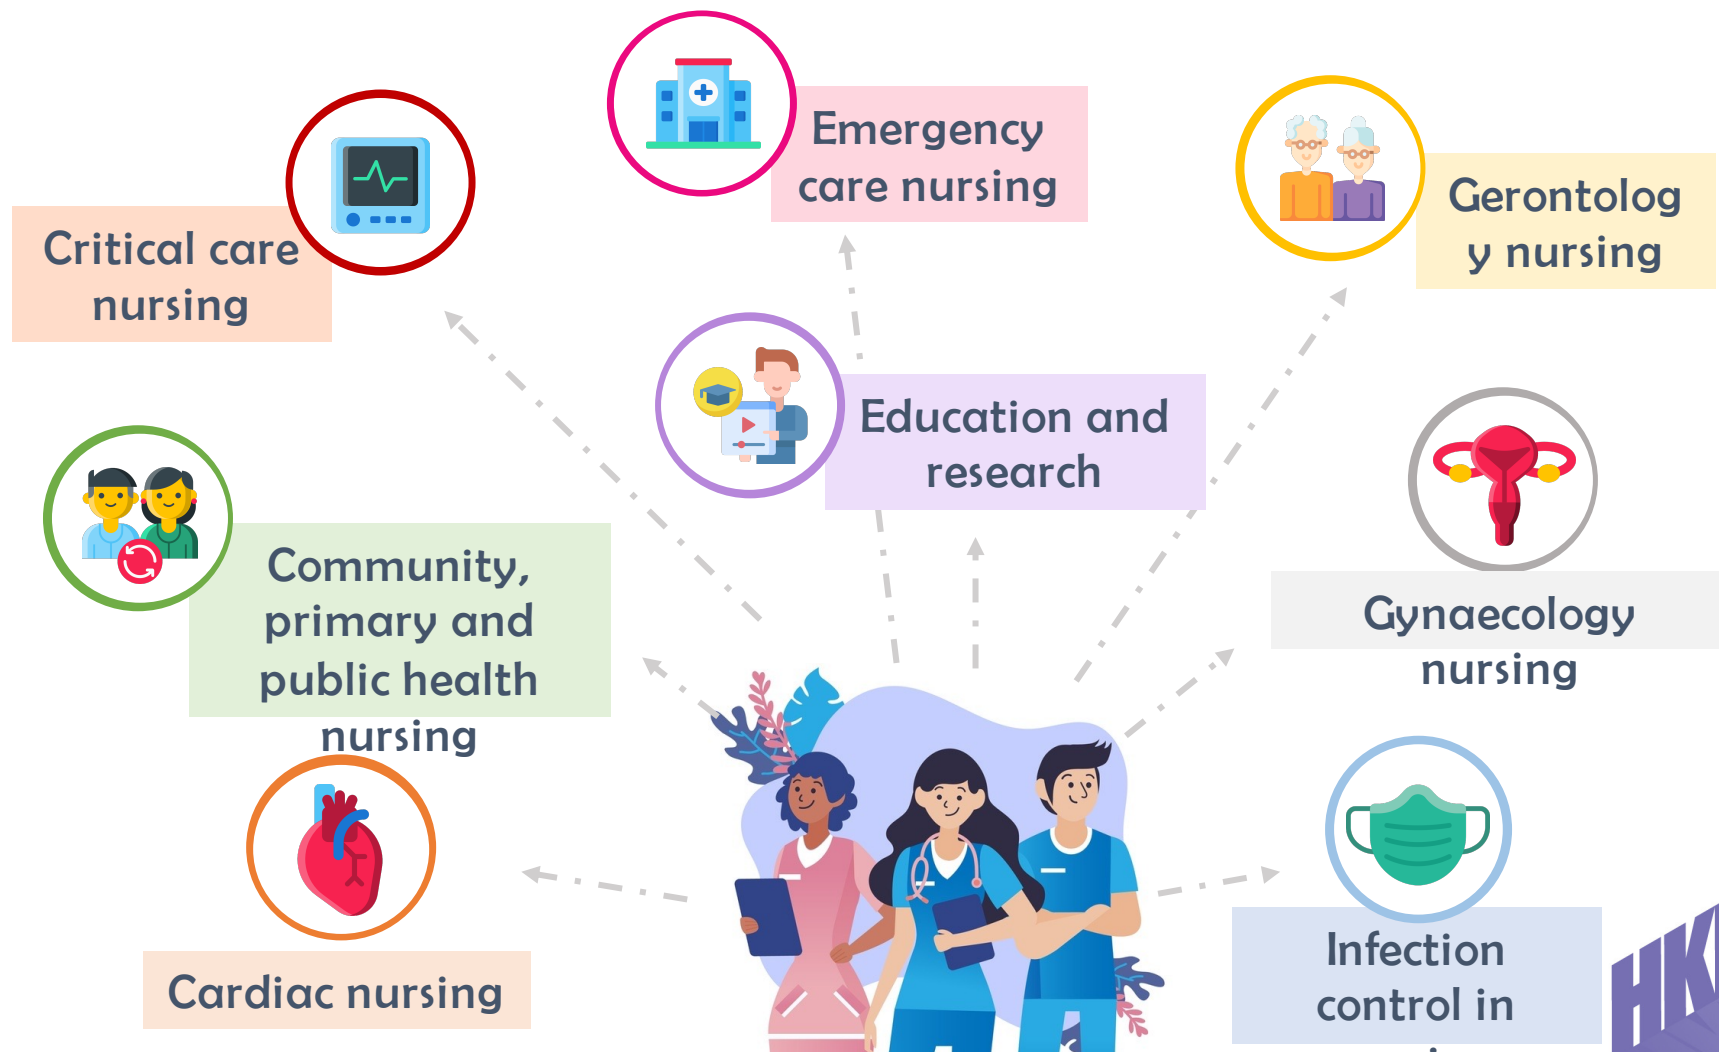 Emergency
care nursing
Critical care
nursing
Gerontolog
y nursing
Education and
research
Community,
primary and
public health
nursing
Gynaecology
nursing
Cardiac nursing
Infection
control in
HK